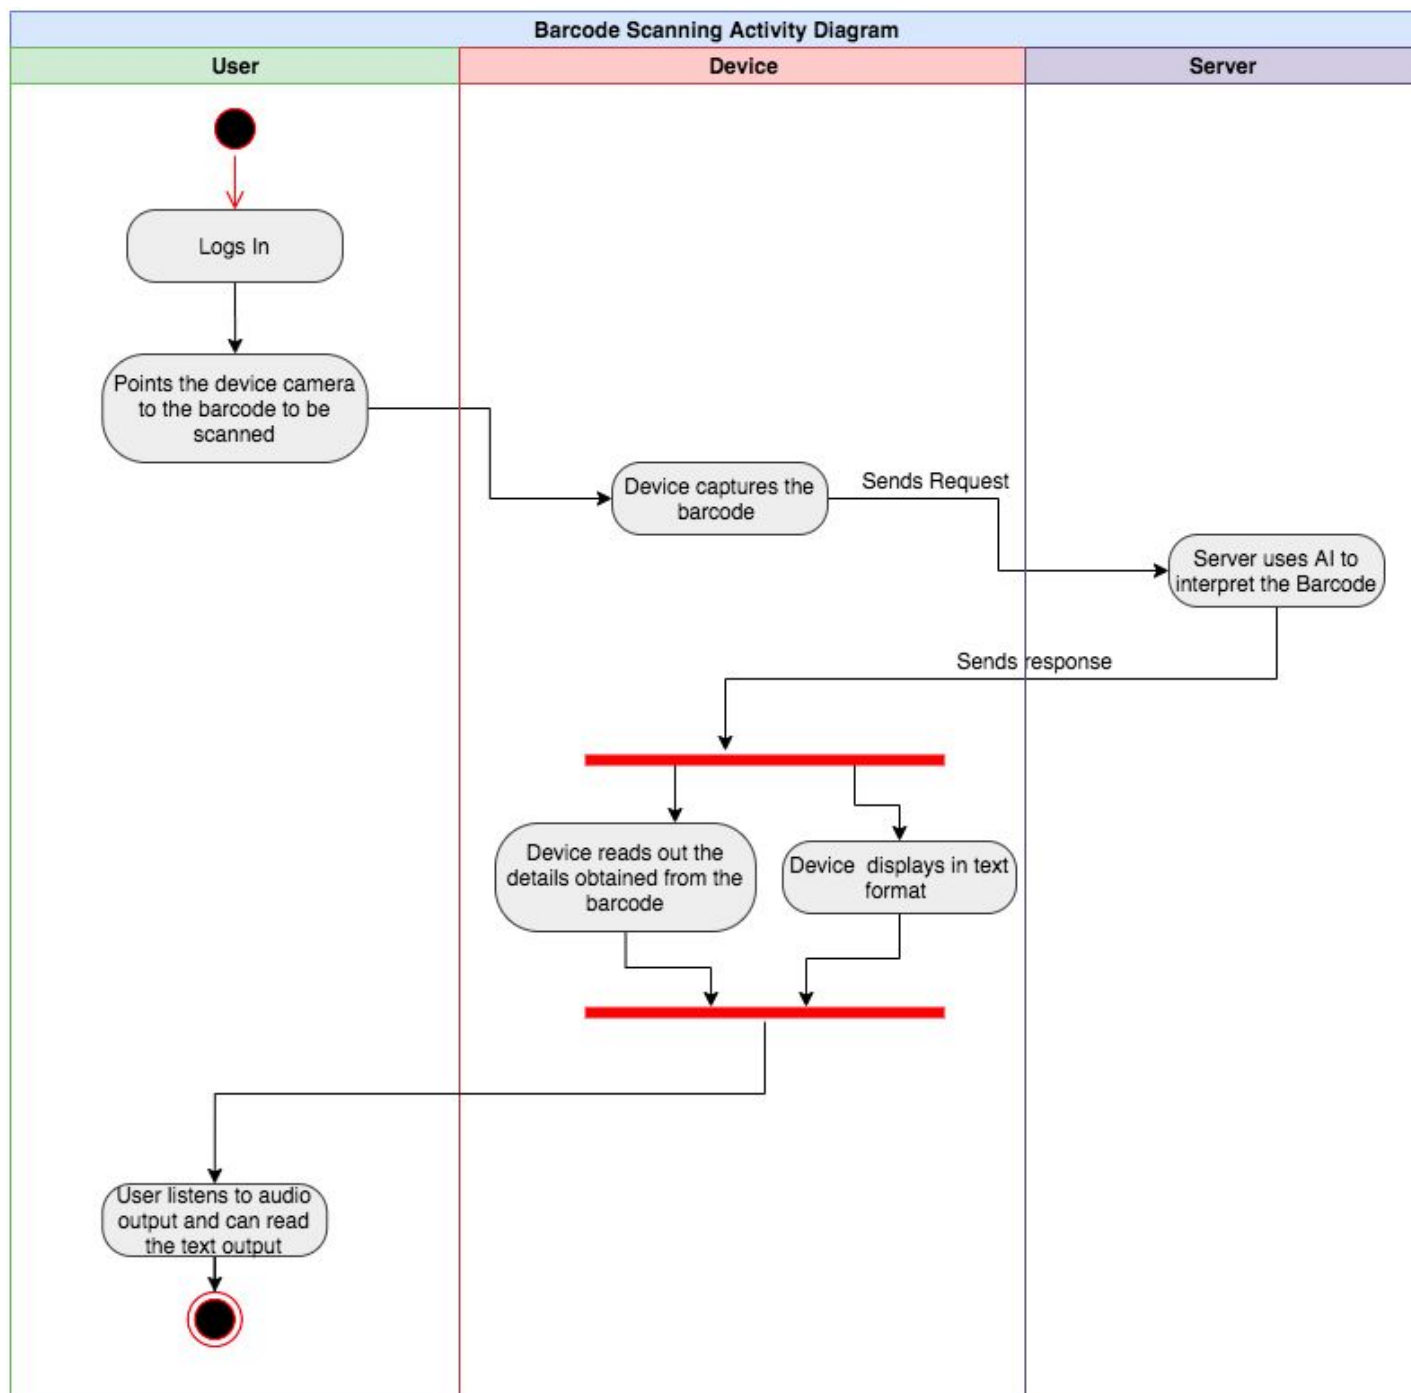 Barcode Scanning Activity Diagram
User
Device
Server
Logs In
Points the device camera
to the barcode to be
scanned
Device captures the
barcode
Sends Request
Server uses AI to
interpret the Barcode
Sends response
Device reads out the
details obtained from the
barcode
Device displays in text
format
User listens to audio
output and can read
the text output